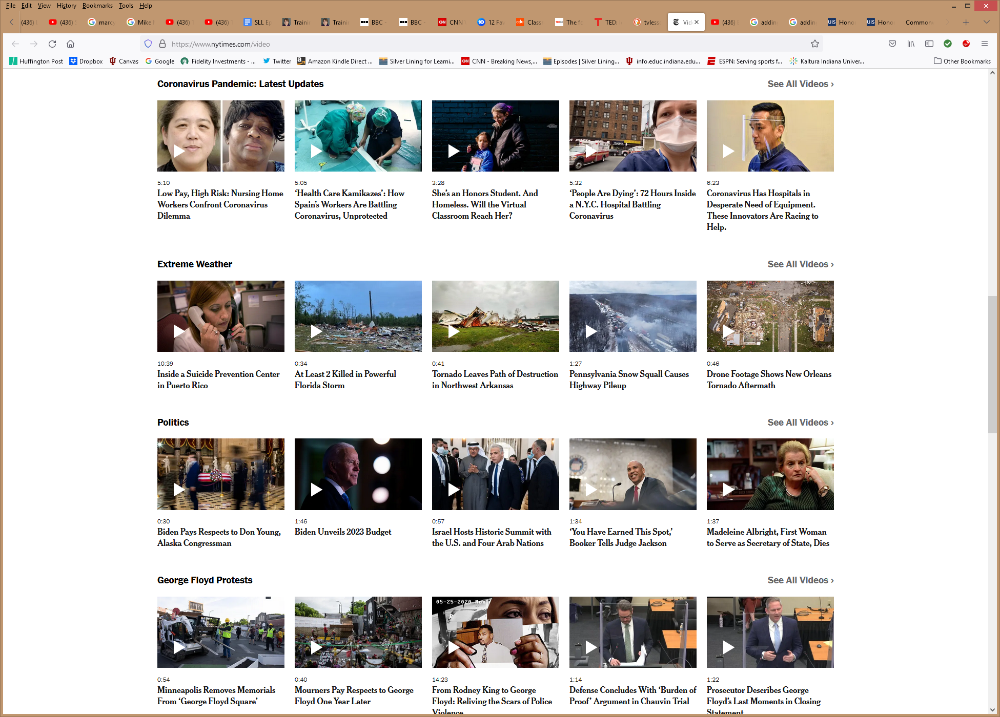 File Edit View History Bookmarks Tools Help
(436) (436) marcy Mike (436) (436) SLL Ep Trainin Trainin BBC - BBC - CNN 12 Fav Classr The fo TED: tvless Vid (436) addin addin Hono Hono Common
https://www.nytimes.com/video
Huffington Post Dropbox Canvas Google Fidelity Investments - ... Twitter Amazon Kindle Direct ... Silver Lining for Learni... CNN - Breaking News,... Episodes | Silver Lining... info.educ.indiana.edu... ESPN: Serving sports f... Kaltura Indiana Univer... Other Bookmarks
Coronavirus Pandemic: Latest Updates See All Videos ›
5:10
Low Pay, High Risk: Nursing Home
Workers Confront Coronavirus
Dilemma
5:05
‘Health Care Kamikazes’: How
Spain’s Workers Are Battling
Coronavirus, Unprotected
3:28
She’s an Honors Student. And
Homeless. Will the Virtual
Classroom Reach Her?
5:32
‘People Are Dying’: 72 Hours Inside
a N.Y.C. Hospital Battling
Coronavirus
6:23
Coronavirus Has Hospitals in
Desperate Need of Equipment.
These Innovators Are Racing to
Help.
Extreme Weather See All Videos ›
10:39
Inside a Suicide Prevention Center
in Puerto Rico
0:34
At Least 2 Killed in Powerful
Florida Storm
0:41
Tornado Leaves Path of Destruction
in Northwest Arkansas
1:27
Pennsylvania Snow Squall Causes
Highway Pileup
0:46
Drone Footage Shows New Orleans
Tornado Aftermath
Politics See All Videos ›
0:30
Biden Pays Respects to Don Young,
Alaska Congressman
1:46
Biden Unveils 2023 Budget
0:57
Israel Hosts Historic Summit with
the U.S. and Four Arab Nations
1:34
‘You Have Earned This Spot,’
Booker Tells Judge Jackson
1:37
Madeleine Albright, First Woman
to Serve as Secretary of State, Dies
George Floyd Protests See All Videos ›
05-25-2020 Mon
0:54
Minneapolis Removes Memorials
From ‘George Floyd Square’
0:40
Mourners Pay Respects to George
Floyd One Year Later
14:23
From Rodney King to George
Floyd: Reliving the Scars of Police
Violence
1:14
Defense Concludes With ‘Burden of
Proof’ Argument in Chauvin Trial
1:22
Prosecutor Describes George
Floyd’s Last Moments in Closing
Statement